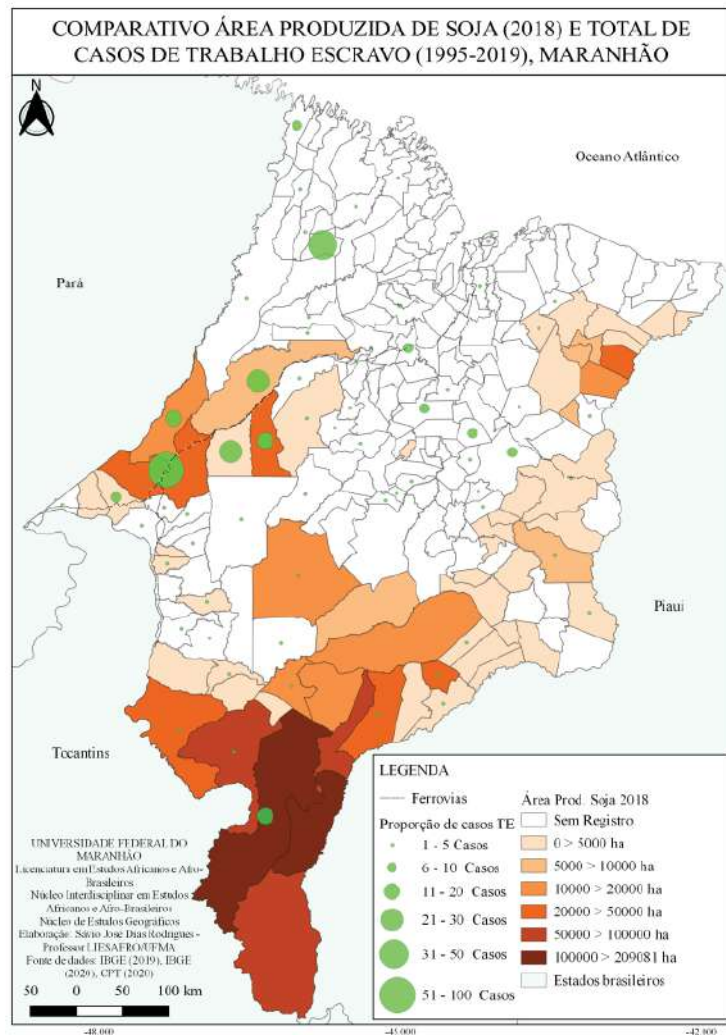 COMPARATIVO ÁREA PRODUZIDA DE SOJA (2018) E TOTAL DE
CASOS DE TRABALHO ESCRAVO (1995-2019), MARANHÃO
N
Oceano Atlântico
Pará
Piauí
Tocantins
LEGENDA
Ferrovias
Proporção de casos TE
1 - 5 Casos
6 - 10 Casos
11 - 20 Casos
21 - 30 Casos
31 - 50 Casos
51 - 100 Casos
Área Prod. Soja 2018
Sem Registro
0 > 5000 ha
5000 > 10000 ha
10000 > 20000 ha
20000 > 50000 ha
50000 > 100000 ha
100000 > 209081 ha
Estados brasileiros
UNIVERSIDADE FEDERAL DO
MARANHÃO
Licenciatura em Estudos Africanos e Afro-
Brasileiros
Núcleo Interdisciplinar em Estudos
Africanos e Afro-Brasileiros
Núcleo de Estudos Geográficos
Elaboração: Sávio José Dias Rodrigues -
Professor LIESAFRO/UFMA
Fonte de dados: IBGE (2019), IBGE
(2020), CPT (2020)
50 0 50 100 km
-48.000 -45.000 -42.000